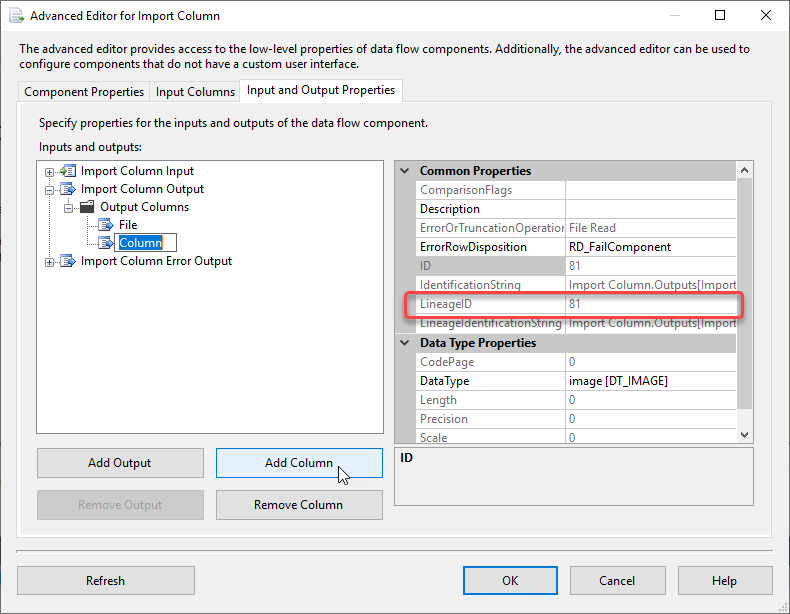 Advanced Editor for Import Column
The advanced editor provides access to the low-level properties of data flow components. Additionally, the advanced editor can be used to
configure components that do not have a custom user interface.
Component Properties Input Columns Input and Output Properties
Specify properties for the inputs and outputs of the data flow component.
Inputs and outputs:
Import Column Input
Import Column Output
Output Columns
File
Column
Import Column Error Output
Common Properties
ComparisonFlags
Description
ErrorOrTruncationOperation File Read
ErrorRowDisposition RD_FailComponent
ID 81
IdentificationString Import Column.Outputs[Import
LineageID 81
LineageIdentificationString Import Column.Outputs[Import
Data Type Properties
CodePage 0
DataType image [DT_IMAGE]
Length 0
Precision 0
Scale 0
ID
Add Output Add Column
Remove Output Remove Column
Refresh OK Cancel Help